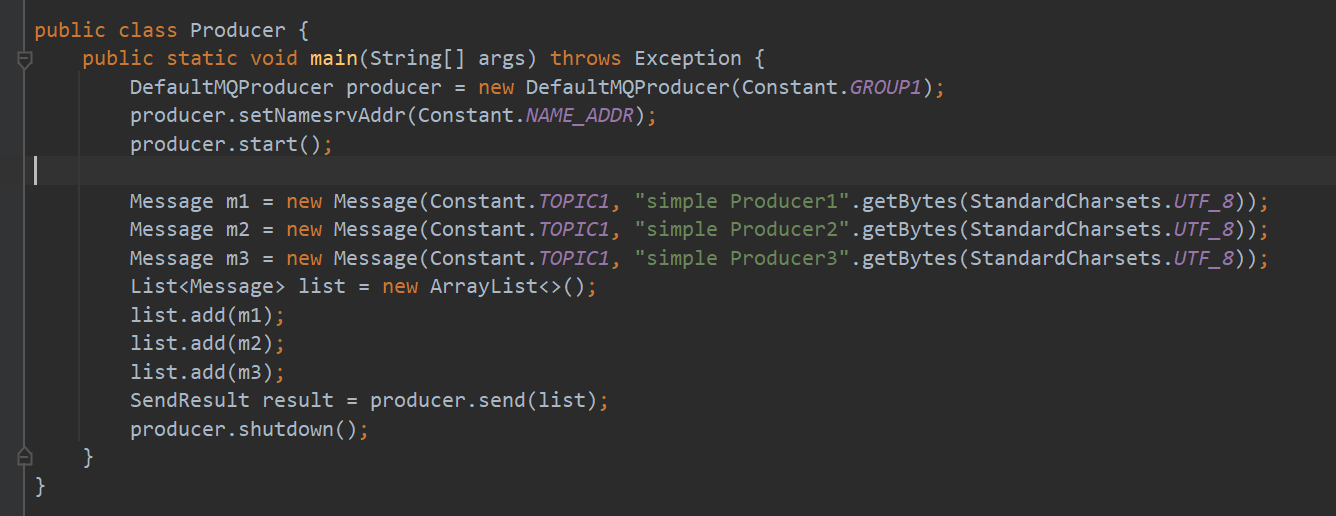 public class Producer {
    public static void main(String[] args) throws Exception {
        DefaultMQProducer producer = new DefaultMQProducer(Constant.GROUP1);
        producer.setNamesrvAddr(Constant.NAME_ADDR);
        producer.start();
        Message m1 = new Message(Constant.TOPIC1, "simple Producer1".getBytes(StandardCharsets.UTF_8));
        Message m2 = new Message(Constant.TOPIC1, "simple Producer2".getBytes(StandardCharsets.UTF_8));
        Message m3 = new Message(Constant.TOPIC1, "simple Producer3".getBytes(StandardCharsets.UTF_8));
        List<Message> list = new ArrayList<>();
        list.add(m1);
        list.add(m2);
        list.add(m3);
        SendResult result = producer.send(list);
        producer.shutdown();
    }
}